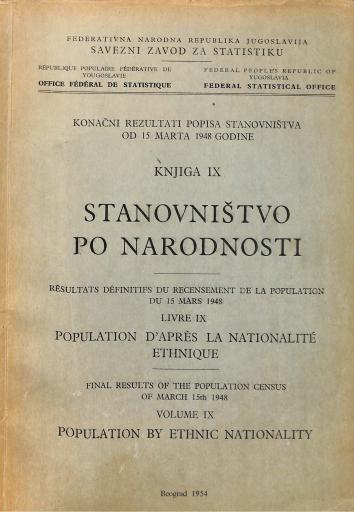 FEDERATIVNA NARODNA REPUBLIKA JUGOSLAVIJA
SAVEZNI ZAVOD ZA STATISTIKU
RÉPUBLIQUE POPULAIRE FÉDÉRATIVE DE
YOUGOSLAVIE
OFFICE FÉDÉRAL DE STATISTIQUE
FEDERAL PEOPLE'S REPUBLIC OF
YUGOSLAVIA
FEDERAL STATISTICAL OFFICE
KONAČNI REZULTATI POPISA STANOVNIŠTVA
OD 15 MARTA 1948 GODINE
KNJIGA IX
STANOVNIŠTVO
PO NARODNOSTI
RÉSULTATS DÉFINITIFS DU RECENSEMENT DE LA POPULATION
DU 15 MARS 1948
LIVRE IX
POPULATION D'APRÈS LA NATIONALITÉ
ETHNIQUE
FINAL RESULTS OF THE POPULATION CENSUS
OF MARCH 15th 1948
VOLUME IX
POPULATION BY ETHNIC NATIONALITY
Beograd 1954